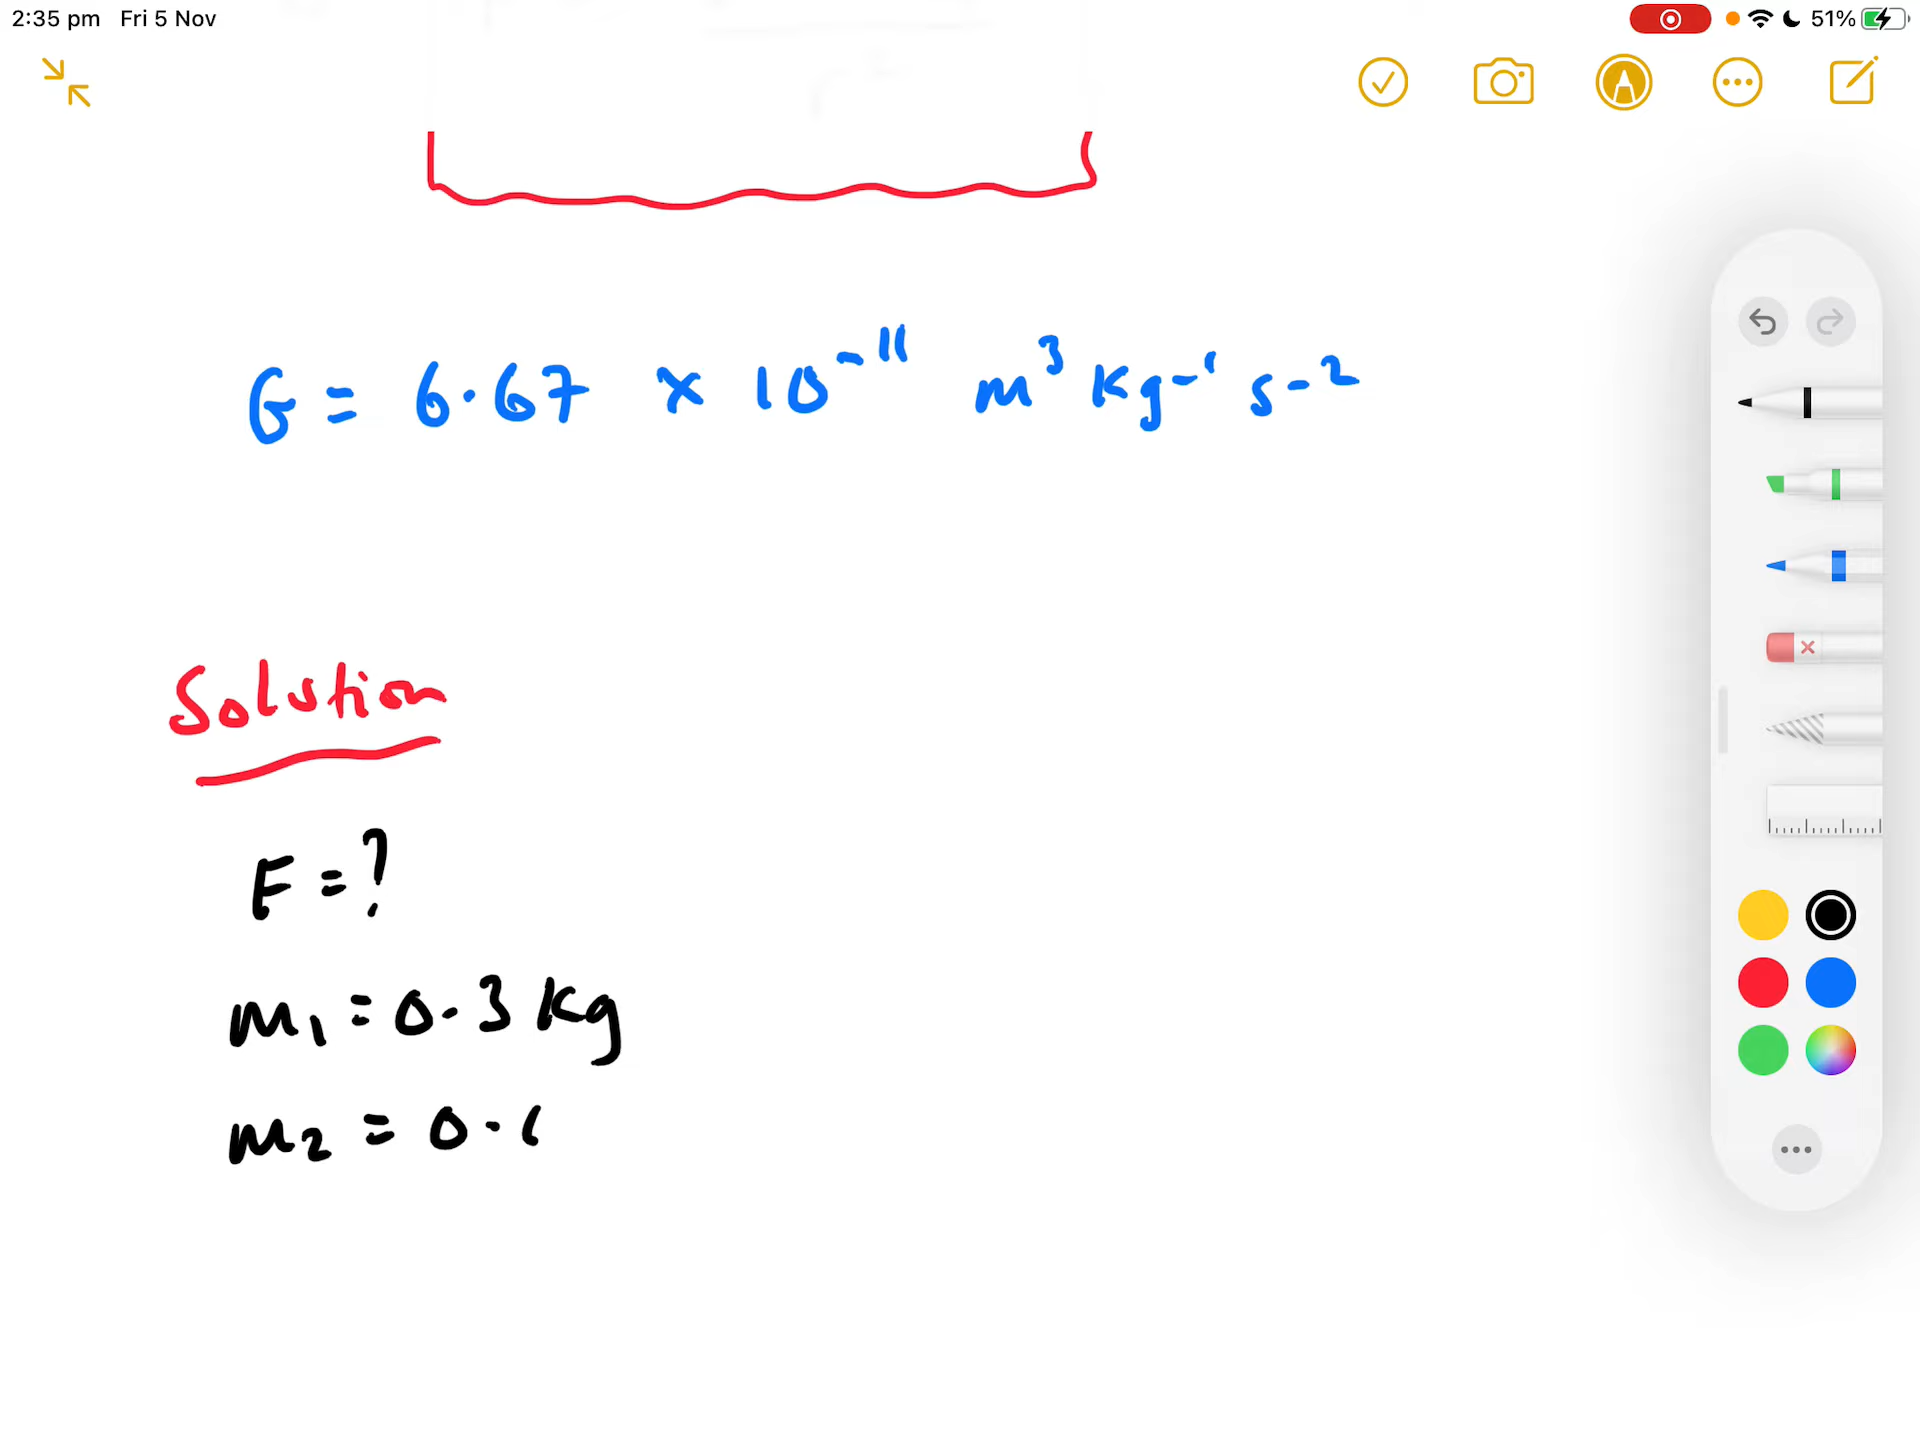 2:35 pm Fri 5 Nov
51%
G = 6.67 x 10⁻¹¹ m³ Kg⁻¹ s⁻²
Solution
F = ?
m₁ = 0.3 Kg
m₂ = 0.